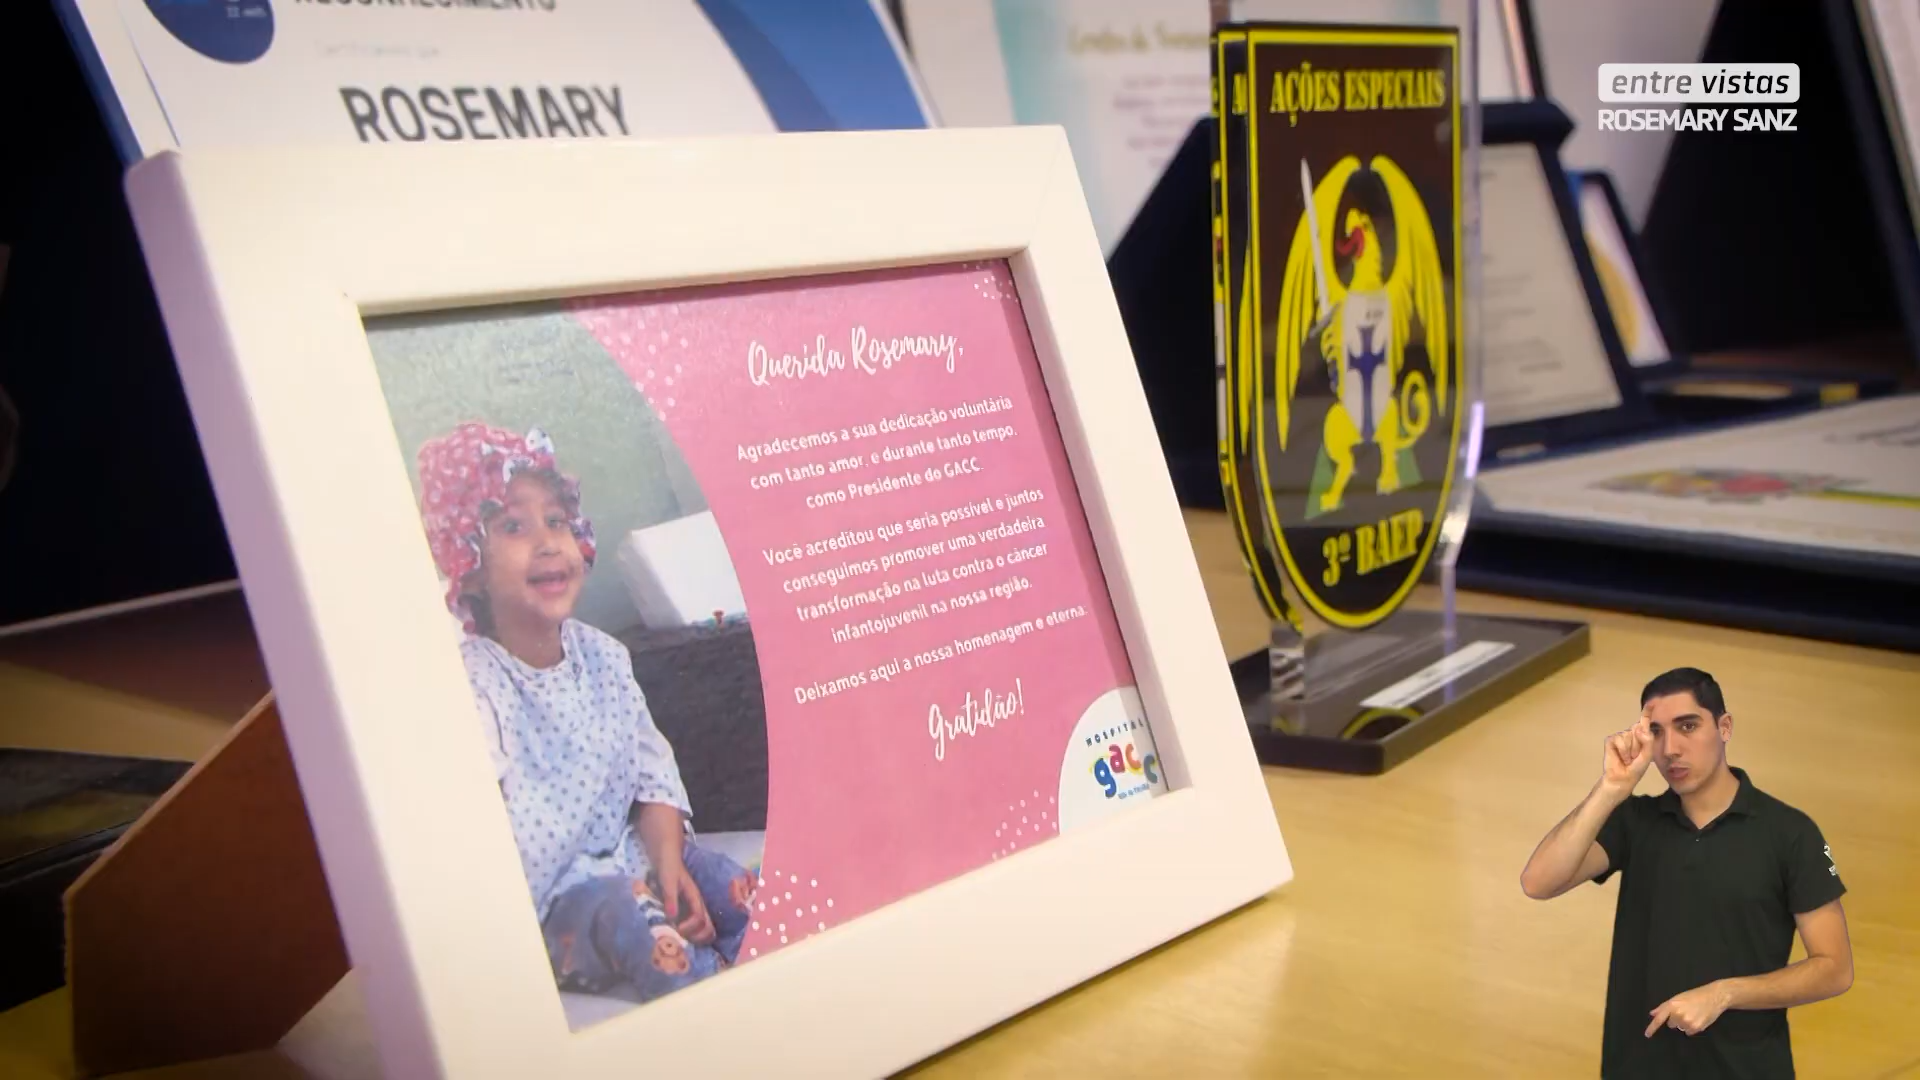 RECONHECIMENTO
ROSEMARY
entre vistas
ROSEMARY SANZ
AÇÕES ESPECIAIS
3º BAEP
Querida Rosemary,
Agradecemos a sua dedicação voluntária
com tanto amor, e durante tanto tempo,
como Presidente do GACC.
Você acreditou que seria possível e juntos
conseguimos promover uma verdadeira
transformação na luta contra o câncer
infantojuvenil na nossa região.
Deixamos aqui a nossa homenagem e eterna:
Gratidão!
HOSPITAL
gacc